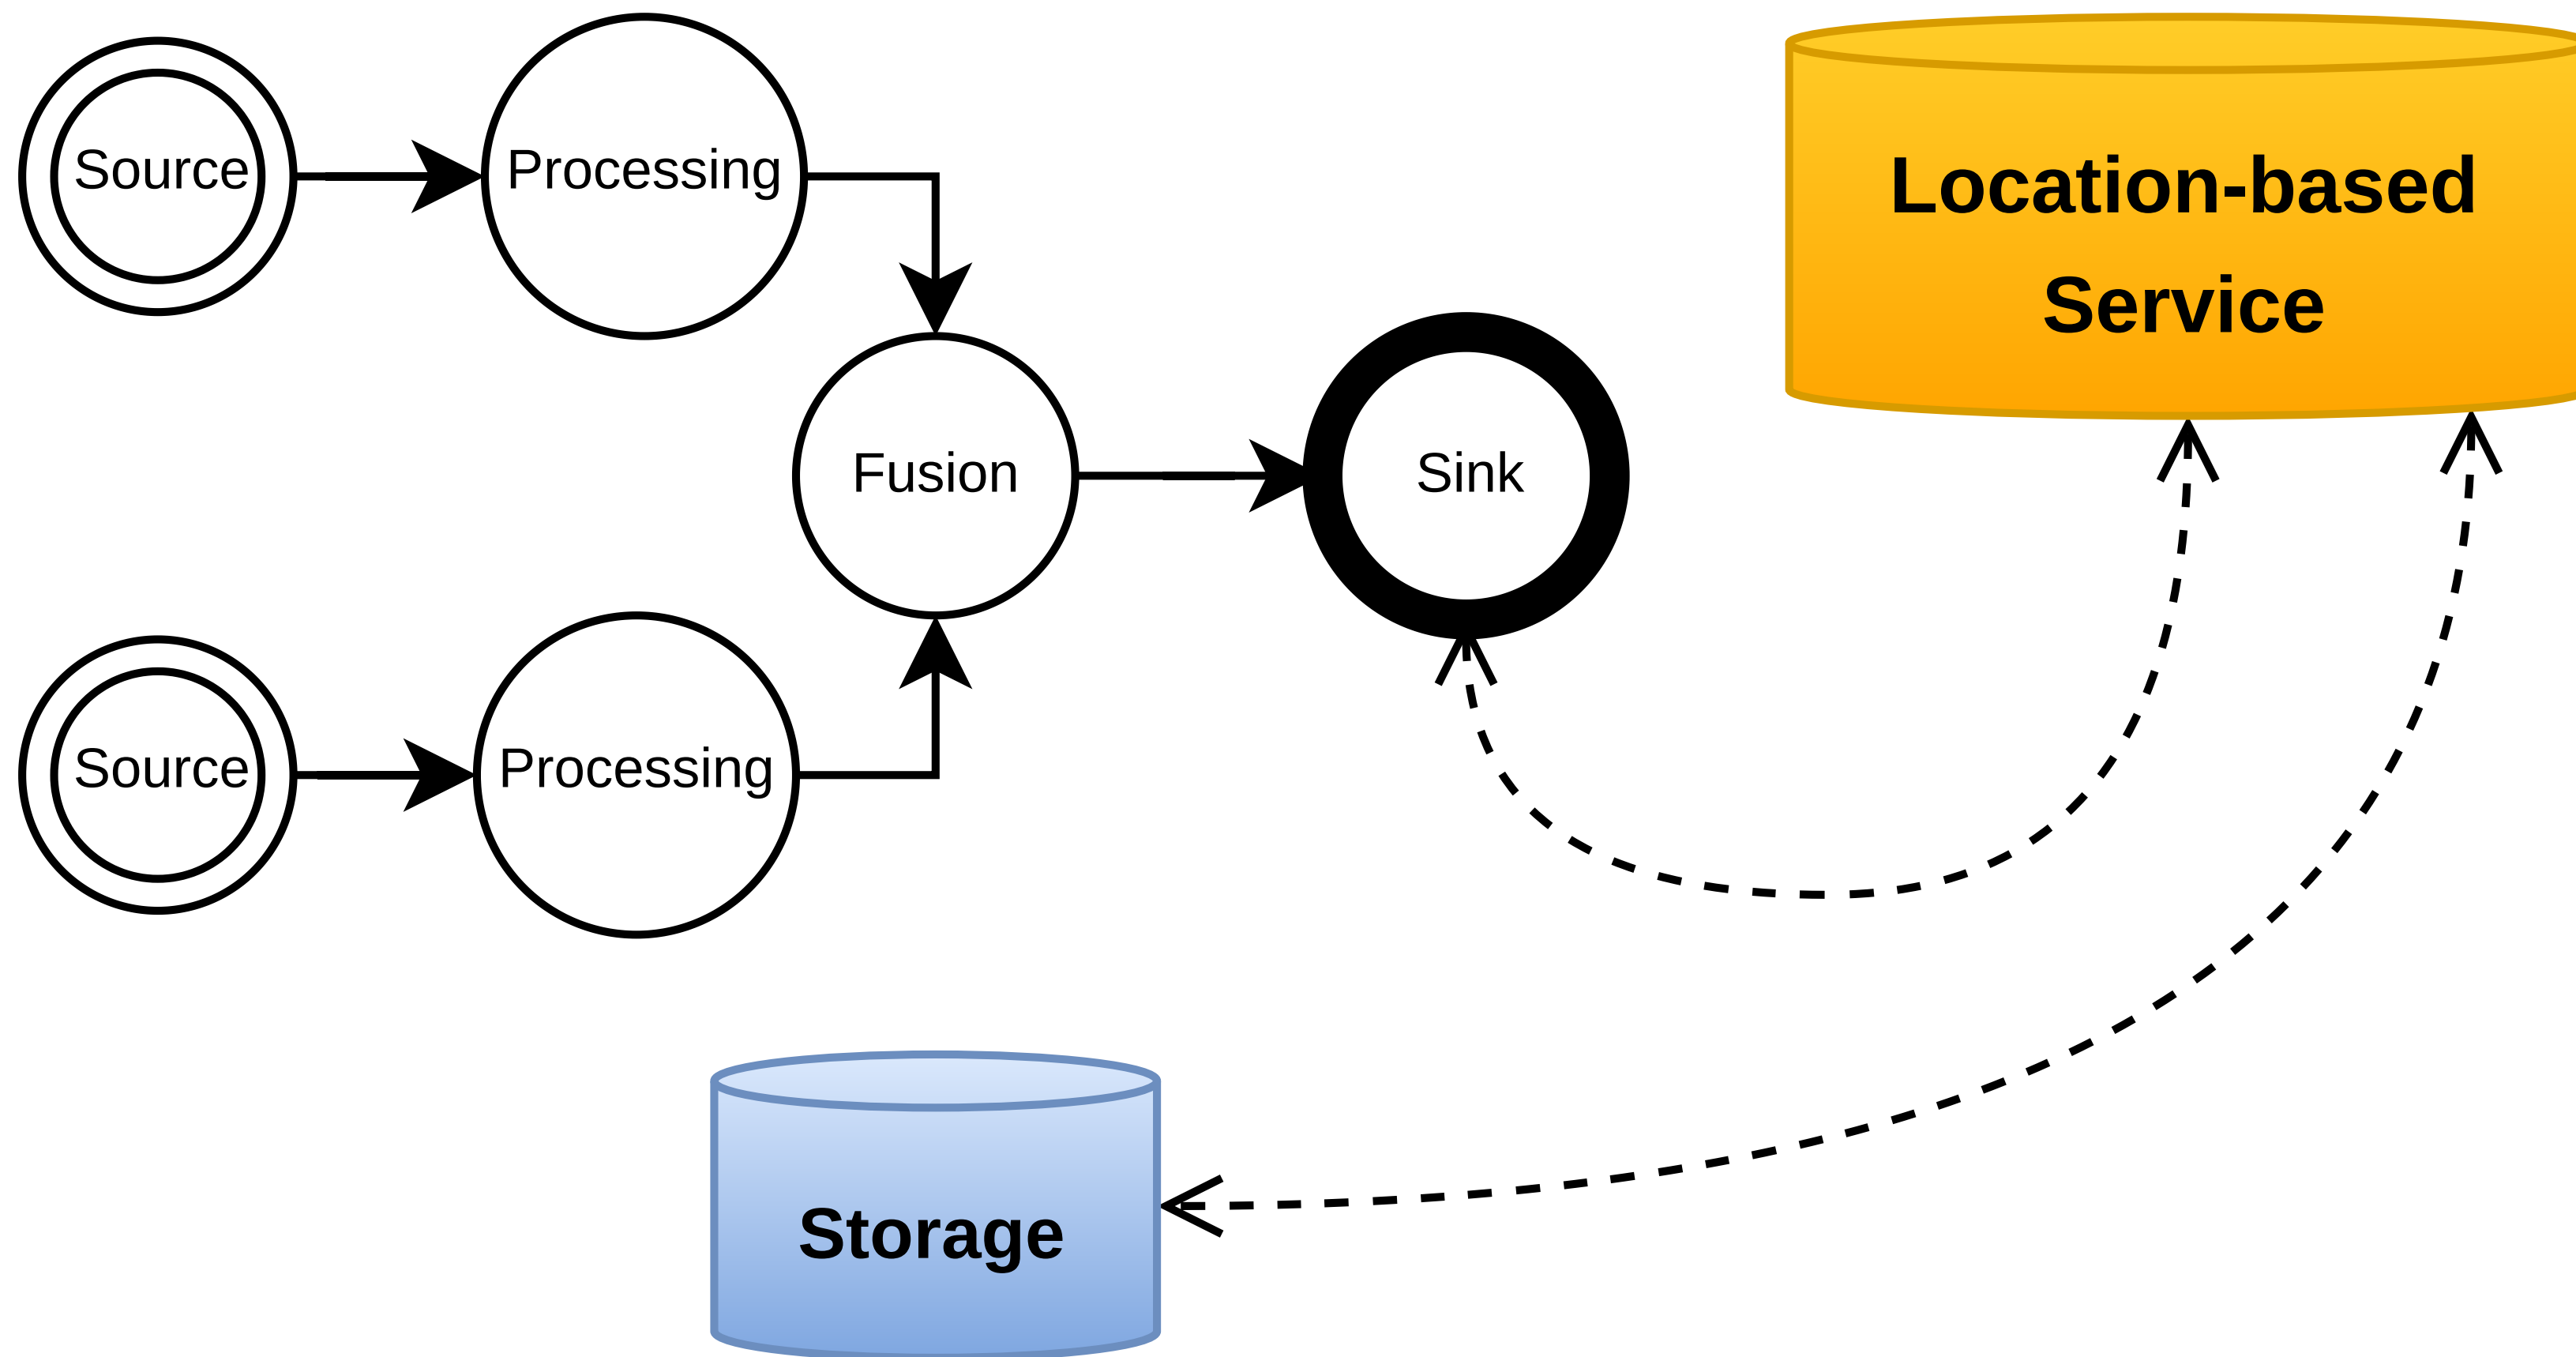 Source
Processing
Location-based
Service
Fusion
Sink
Source
Processing
Storage